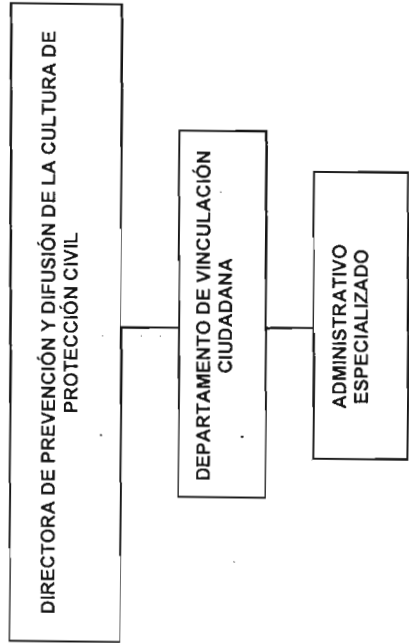 DIRECTORA DE PREVENCIÓN Y DIFUSIÓN DE LA CULTURA DE
PROTECCIÓN CIVIL
DEPARTAMENTO DE VINCULACIÓN
CIUDADANA
ADMINISTRATIVO
ESPECIALIZADO